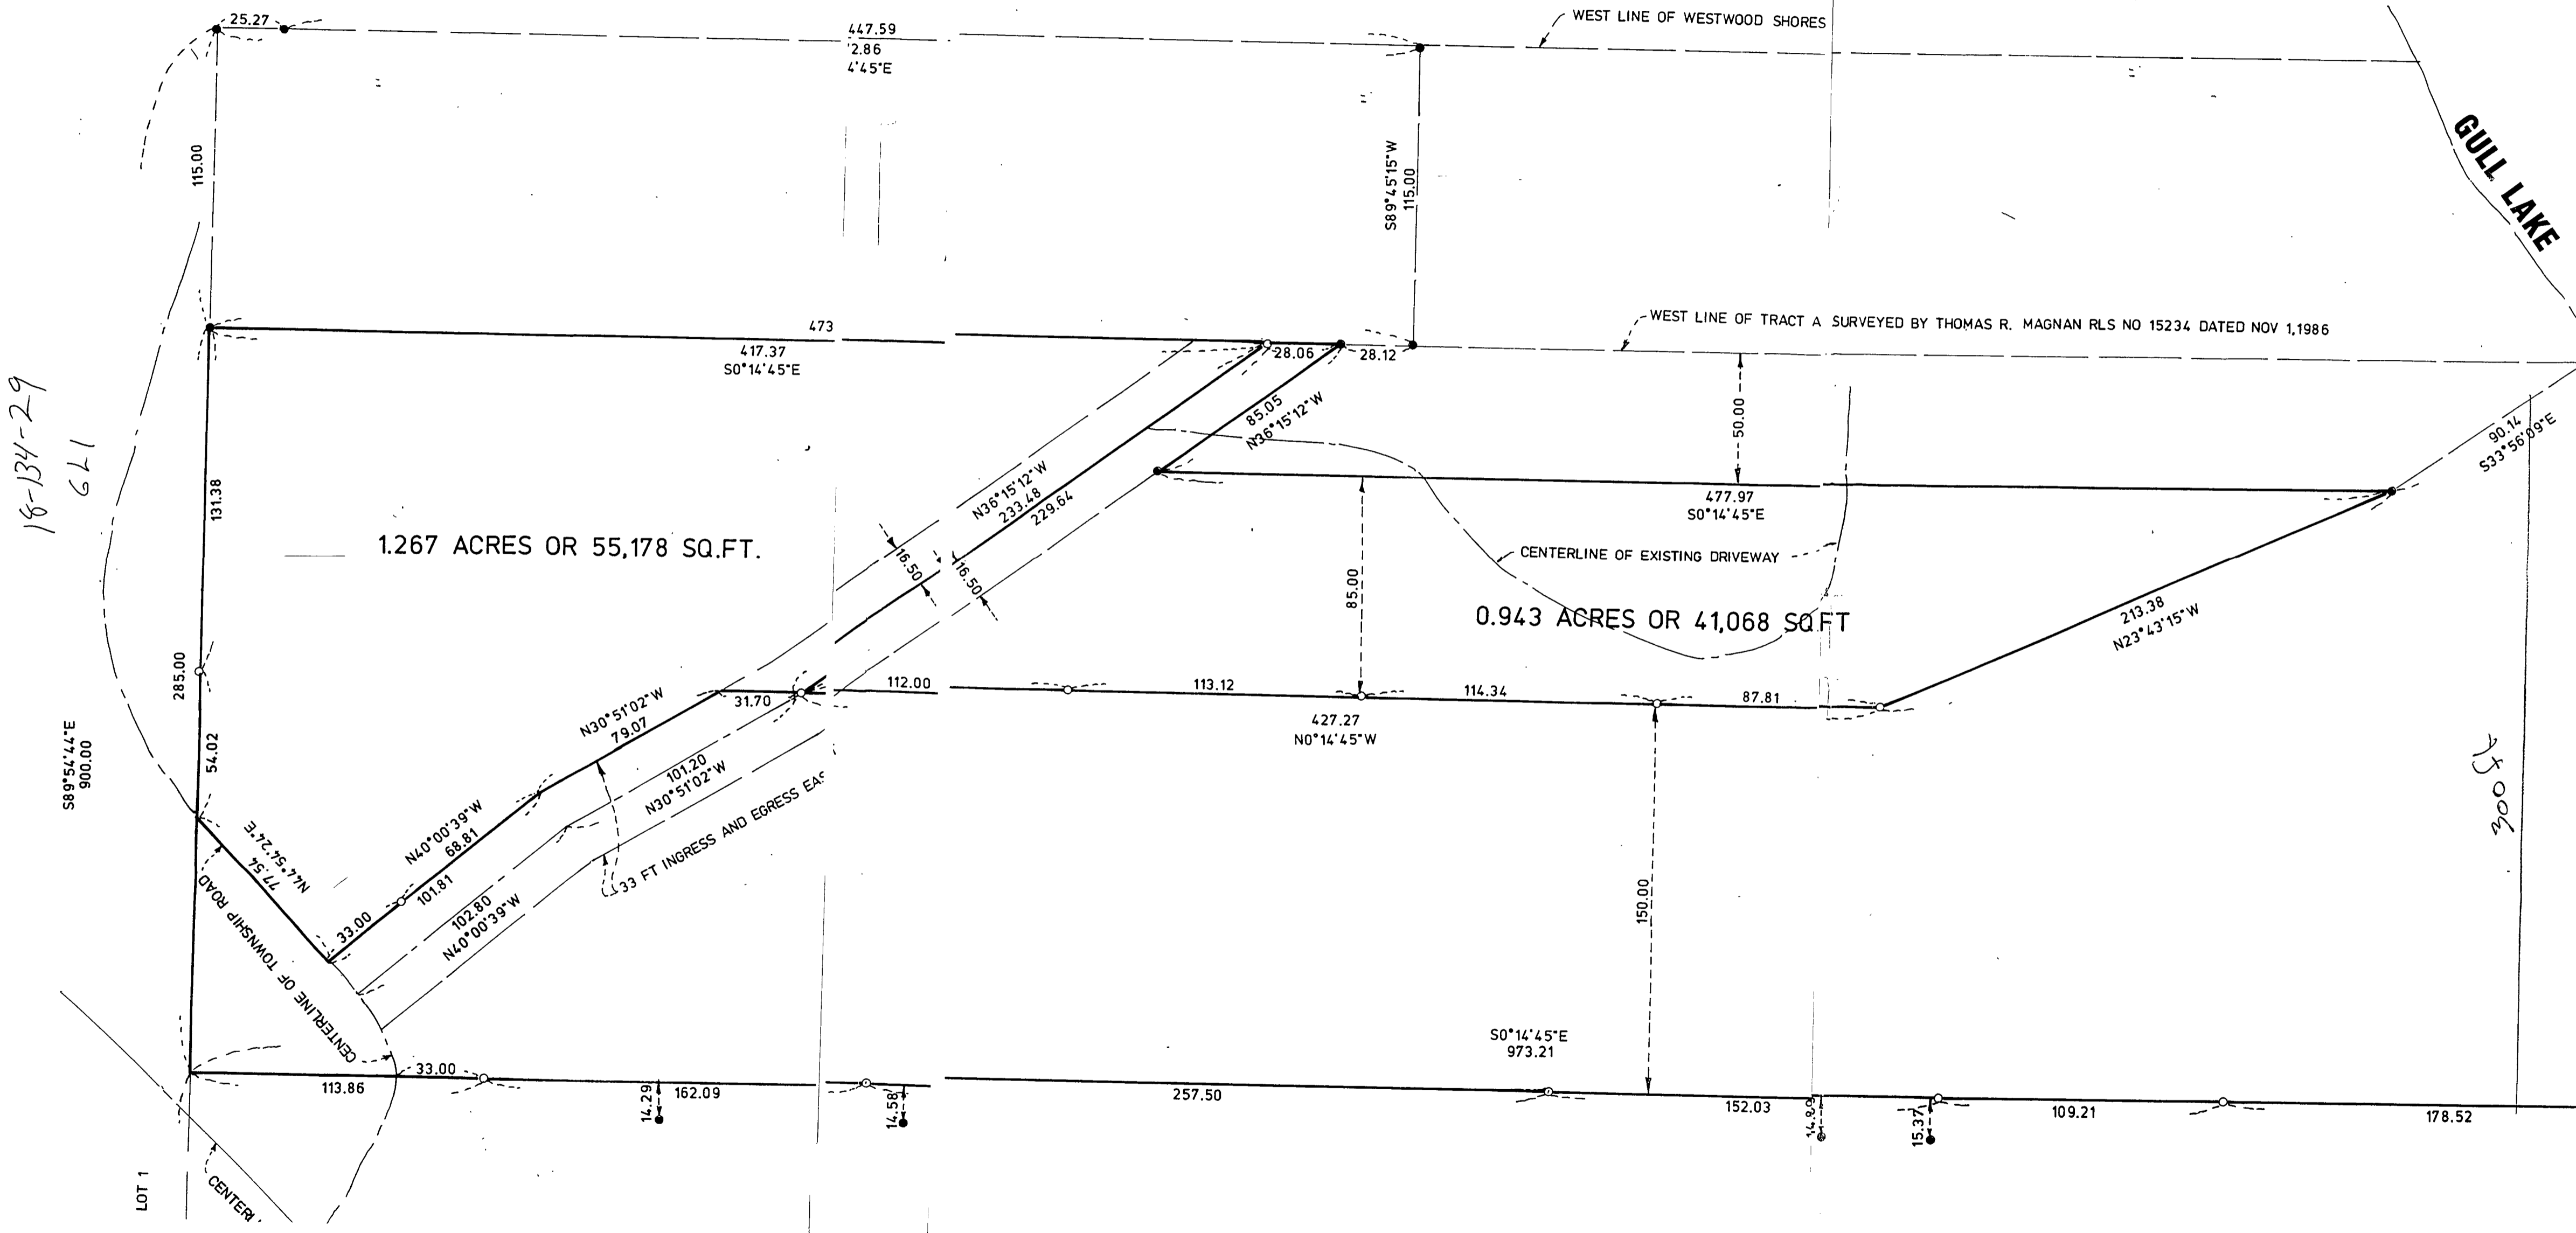 25.27
447.59
2.86
4'45"E
WEST LINE OF WESTWOOD SHORES
GULL LAKE
115.00
S89°45'15"W
115.00
WEST LINE OF TRACT A SURVEYED BY THOMAS R. MAGNAN RLS NO 15234 DATED NOV 1,1986
473
417.37
S0°14'45"E
28.06
28.12
85.05
N36°15'12"W
50.00
90.14
S33°56'09"E
18-134-29
GL1
131.38
N36°15'12"W
233.48
229.64
477.97
S0°14'45"E
1.267 ACRES OR 55,178 SQ.FT.
16.50
16.50
CENTERLINE OF EXISTING DRIVEWAY
85.00
0.943 ACRES OR 41,068 SQ.FT
213.38
N23°43'15"W
285.00
N30°51'02"W
79.07
31.70
112.00
113.12
114.34
87.81
427.27
N0°14'45"W
S89°54'44"E
900.00
54.02
101.20
N30°51'02"W
33 FT INGRESS AND EGRESS EAS
300 ft
N44°54'24"E
77.54
N40°00'39"W
68.81
101.81
33.00
102.80
N40°00'39"W
150.00
CENTERLINE OF TOWNSHIP ROAD
S0°14'45"E
973.21
113.86
33.00
14.29
162.09
14.58
257.50
152.03
15.37
109.21
178.52
LOT 1
CENTERL